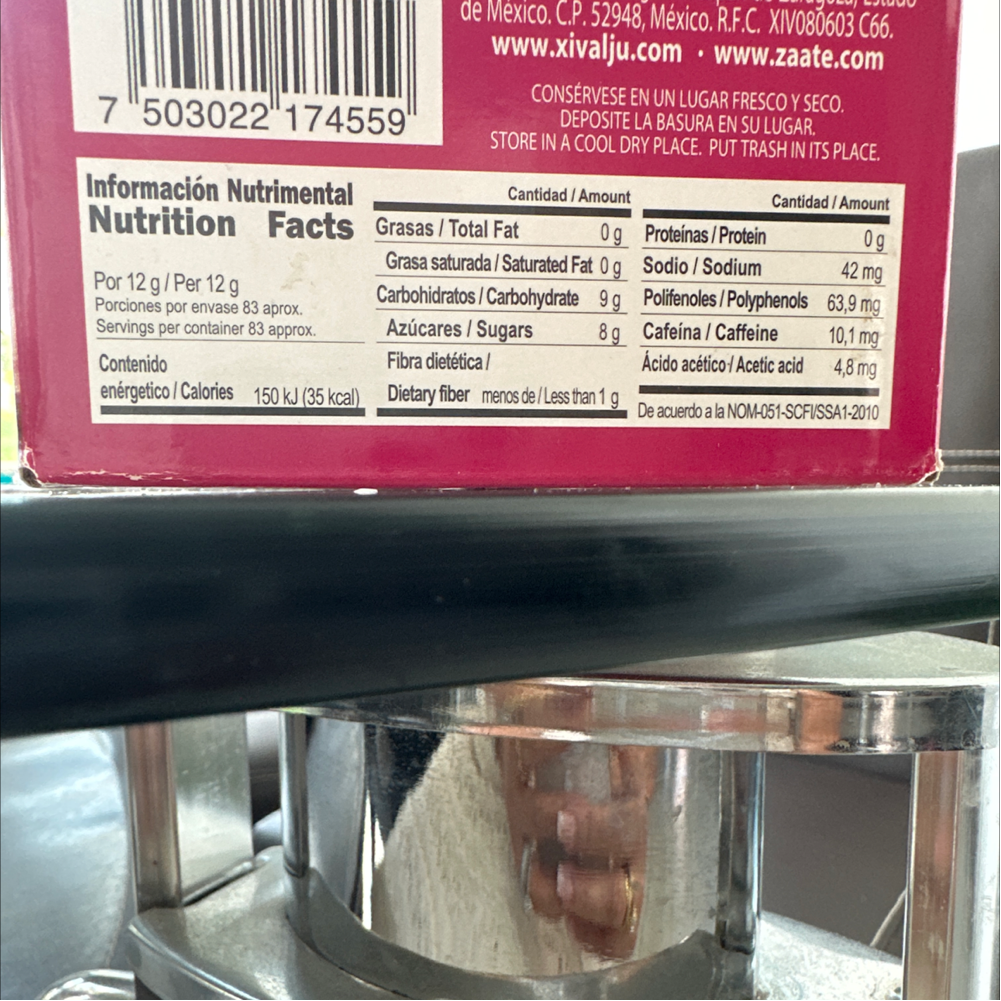 de México. C.P. 52948, México. R.F.C. XIV080603 C66.
www.xivalju.com · www.zaate.com
CONSÉRVESE EN UN LUGAR FRESCO Y SECO.
DEPOSITE LA BASURA EN SU LUGAR.
STORE IN A COOL DRY PLACE. PUT TRASH IN ITS PLACE.
7 503022 174559
Información Nutrimental
Nutrition Facts
Por 12 g / Per 12 g
Porciones por envase 83 aprox.
Servings per container 83 approx.
Contenido
enérgetico / Calories 150 kJ (35 kcal)
Cantidad / Amount
Grasas / Total Fat 0 g
Grasa saturada / Saturated Fat 0 g
Carbohidratos / Carbohydrate 9 g
Azúcares / Sugars 8 g
Fibra dietética /
Dietary fiber menos de / Less than 1 g
Cantidad / Amount
Proteínas / Protein 0 g
Sodio / Sodium 42 mg
Polifenoles / Polyphenols 63,9 mg
Cafeína / Caffeine 10,1 mg
Ácido acético / Acetic acid 4,8 mg
De acuerdo a la NOM-051-SCFI/SSA1-2010